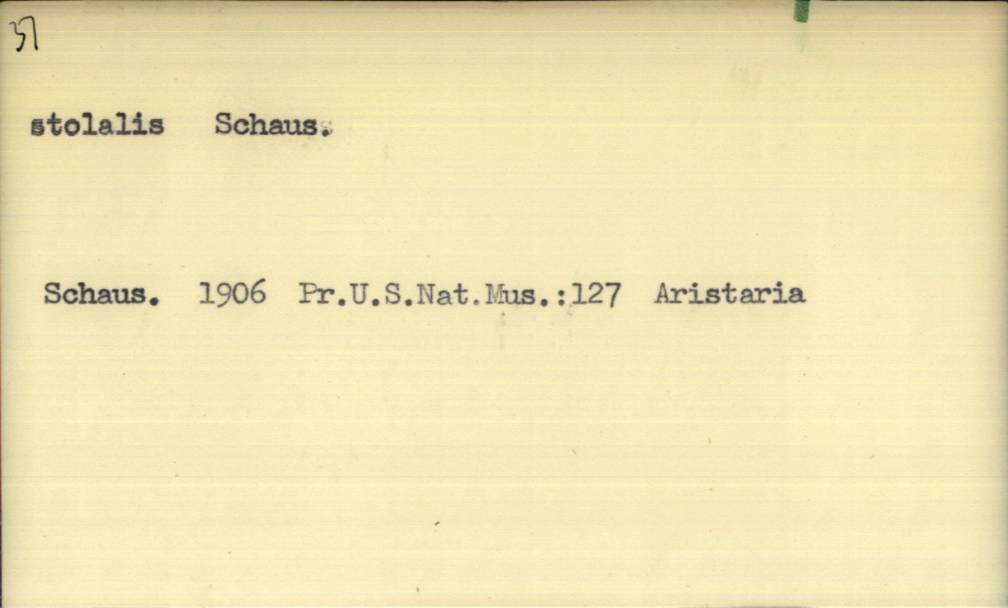 37
stolalis Schaus.
Schaus. 1906 Pr.U.S.Nat.Mus.:127 Aristaria